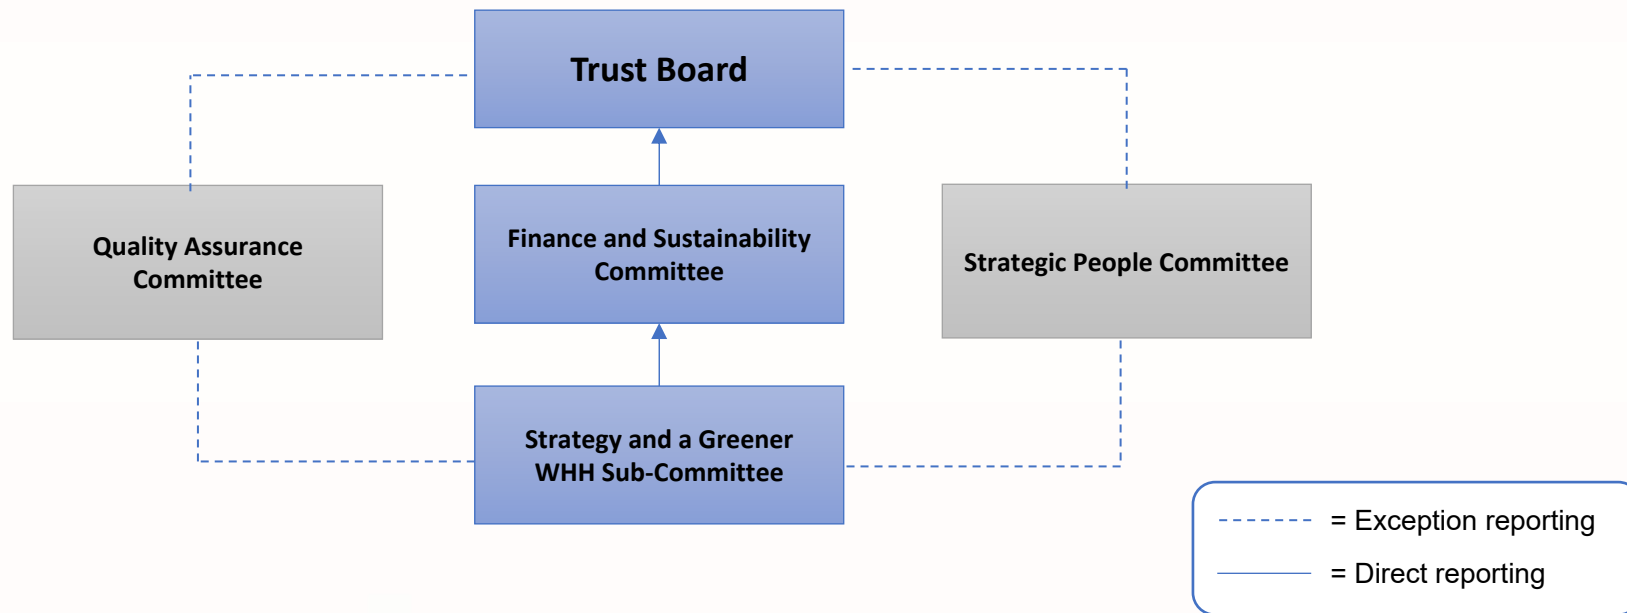 Trust Board
Quality Assurance
Committee
Finance and Sustainability
Committee
Strategic People Committee
Strategy and a Greener
WHH Sub-Committee
= Exception reporting
= Direct reporting